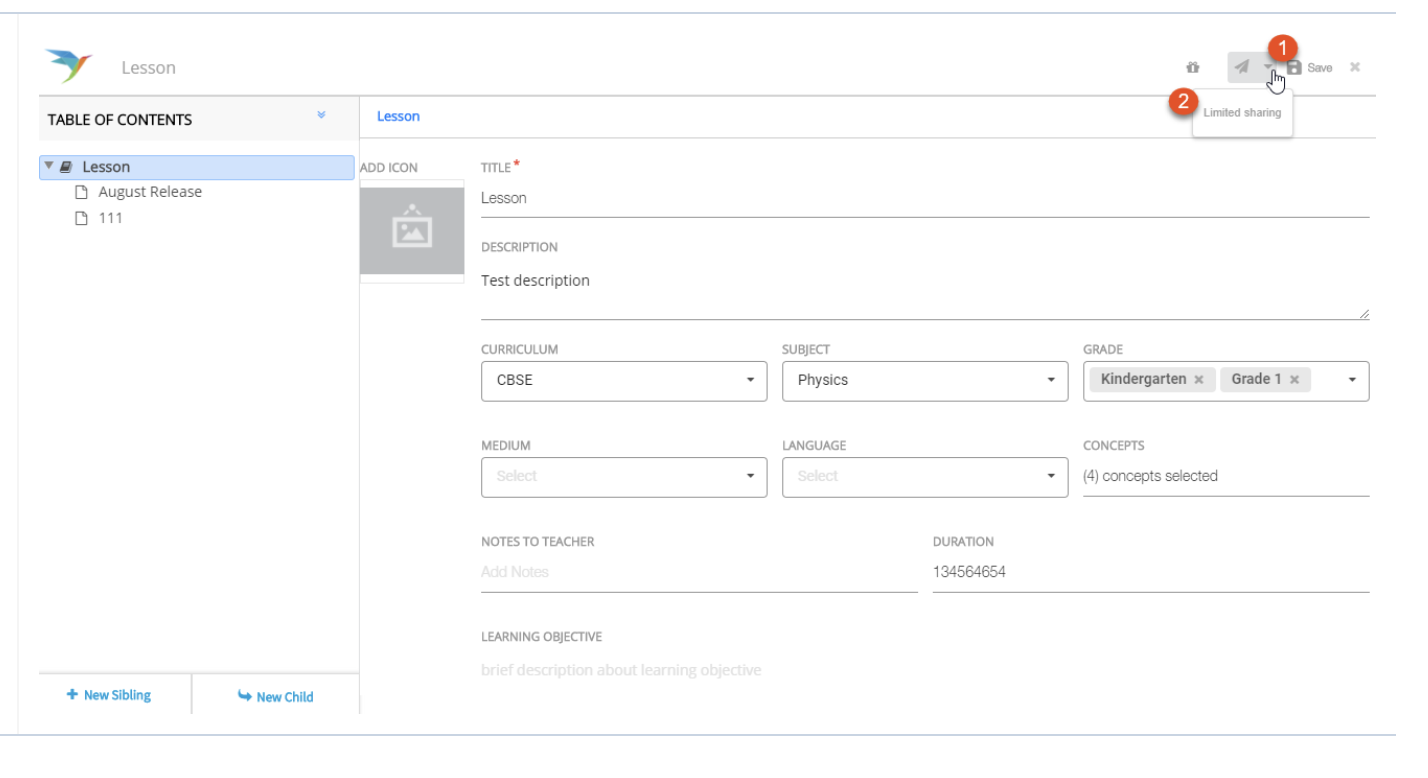 Lesson
1
Save
2
Limited sharing
TABLE OF CONTENTS
Lesson
Lesson
August Release
111
ADD ICON
TITLE*
Lesson
DESCRIPTION
Test description
CURRICULUM SUBJECT GRADE
CBSE Physics Kindergarten × Grade 1 ×
MEDIUM LANGUAGE CONCEPTS
Select Select (4) concepts selected
NOTES TO TEACHER DURATION
Add Notes 134564654
LEARNING OBJECTIVE
brief description about learning objective
New Sibling New Child